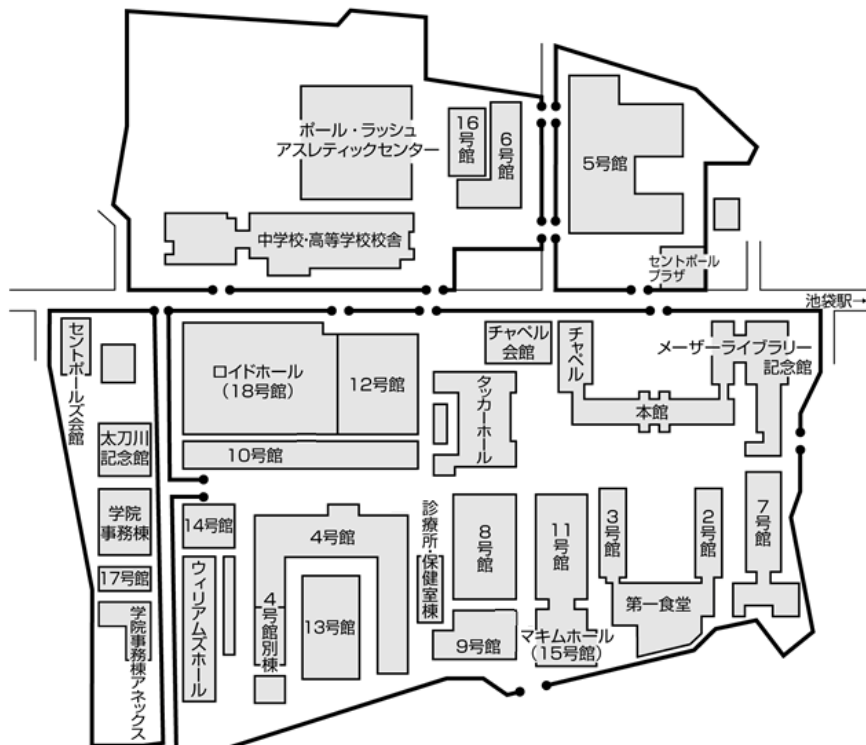 ポール・ラッシュ
アスレティックセンター
16号館
6号館
5号館
中学校・高等学校校舎
セントポール
プラザ
池袋駅→
セントポールズ会館
ロイドホール
(18号館)
12号館
チャペル
会館
チャペル
メーザーライブラリー
記念館
タッカーホール
本館
太刀川
記念館
10号館
学院
事務棟
14号館
4号館
診療所・保健室棟
8号館
11号館
3号館
2号館
7号館
17号館
ウィリアムズホール
4号館別棟
13号館
9号館
マキムホール
(15号館)
第一食堂
学院事務棟アネックス